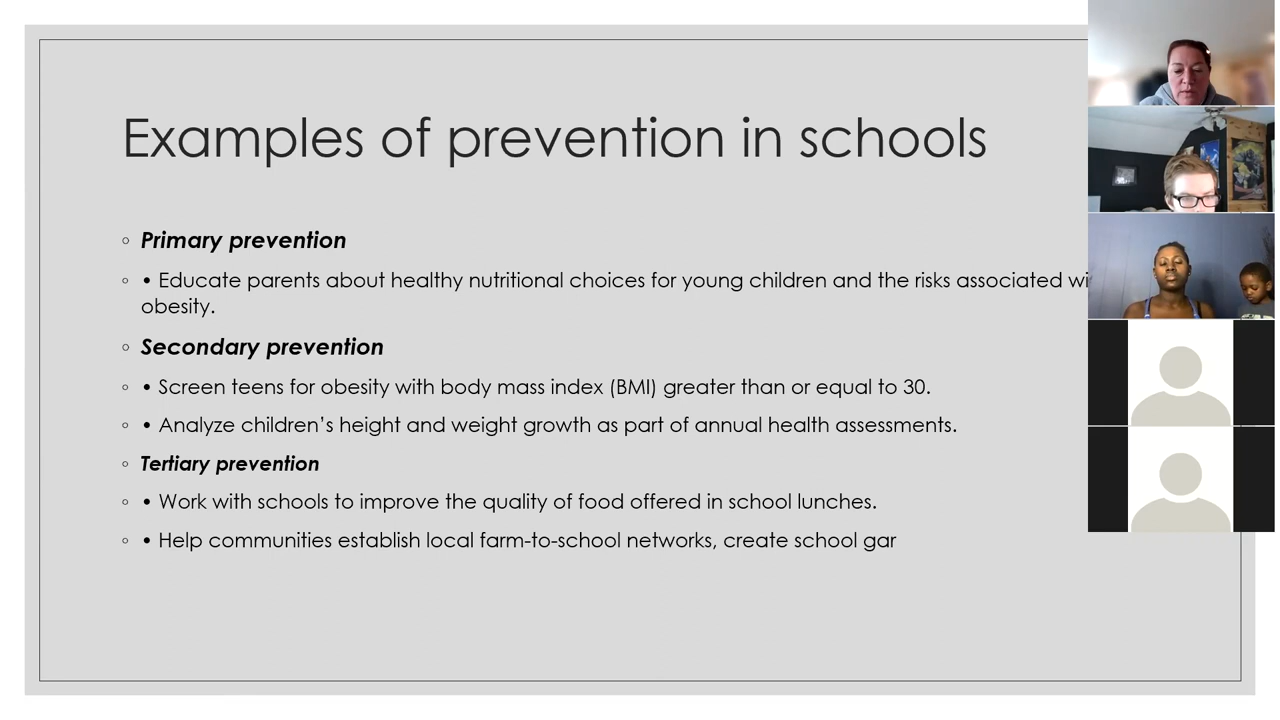 Examples of prevention in schools
Primary prevention
• Educate parents about healthy nutritional choices for young children and the risks associated
obesity.
Secondary prevention
• Screen teens for obesity with body mass index (BMI) greater than or equal to 30.
• Analyze children’s height and weight growth as part of annual health assessments.
Tertiary prevention
• Work with schools to improve the quality of food offered in school lunches.
• Help communities establish local farm-to-school networks, create school gar